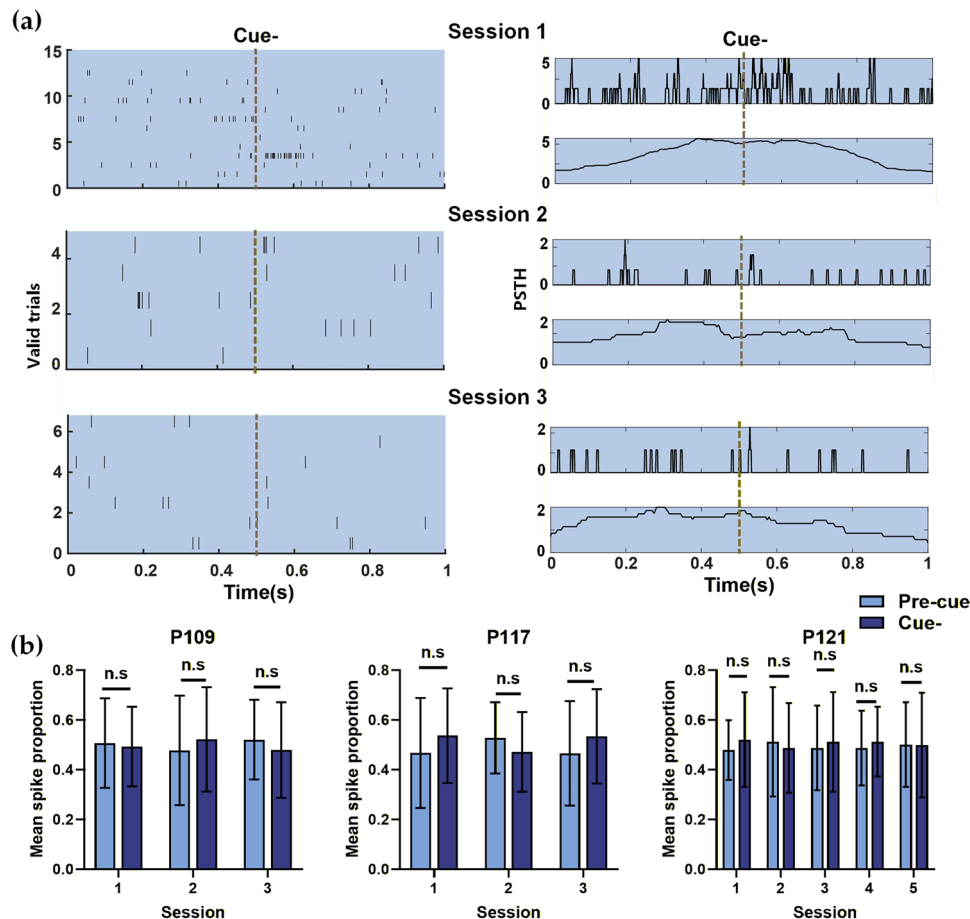 (a)
Session 1
Cue-
Cue-
15
10
5
0
5
0
5
0
Session 2
Valid trials
4
2
0
PSTH
2
0
2
0
Session 3
6
4
2
0
2
0
2
0
0 0.2 0.4 0.6 0.8 1
Time(s)
0.2 0.4 0.6 0.8 1
Time(s)
Pre-cue
Cue-
(b)
P109
Mean spike proportion
0.8
0.6
0.4
0.2
0.0
n.s n.s n.s
1 2 3
Session
P117
Mean spike proportion
0.8
0.6
0.4
0.2
0.0
n.s n.s n.s
1 2 3
Session
P121
Mean spike proportion
0.8
0.6
0.4
0.2
0.0
n.s n.s n.s n.s n.s
1 2 3 4 5
Session